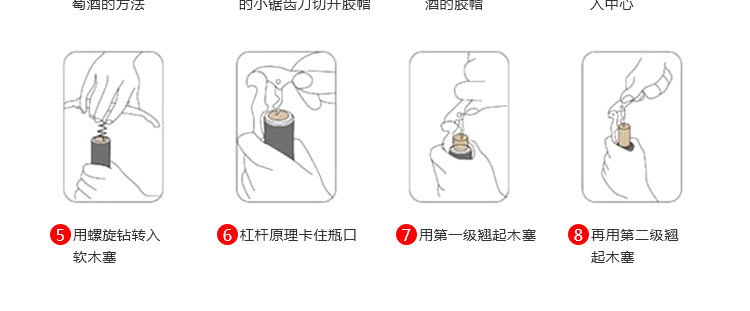 萄酒的方法
的小锯齿刀切开胶帽
酒的胶帽
入中心
5 用螺旋钻转入
软木塞
6 杠杆原理卡住瓶口
7 用第一级翘起木塞
8 再用第二级翘
起木塞